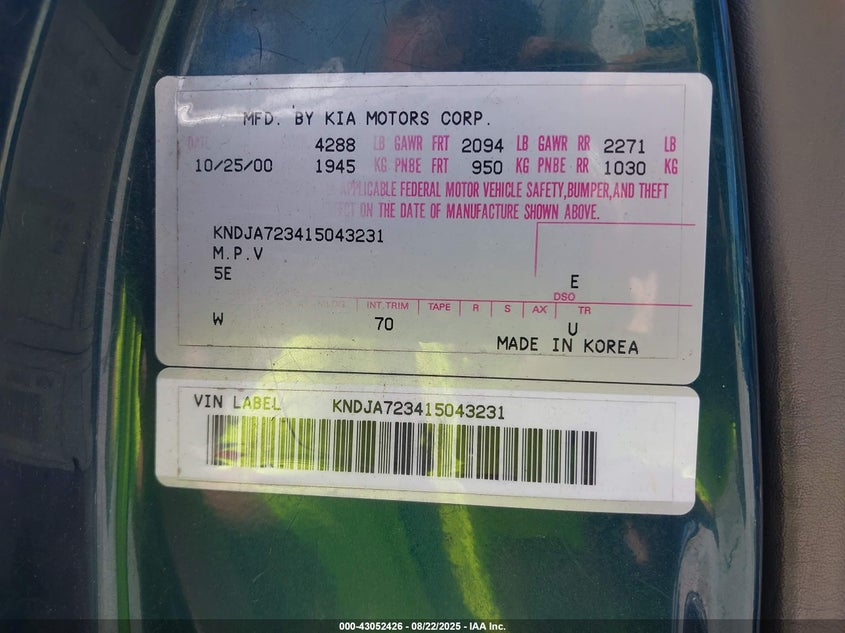 MFD. BY KIA MOTORS CORP.
DATE 4288 LB GAWR FRT 2094 LB GAWR RR 2271 LB
10/25/00 1945 KG PNBE FRT 950 KG PNBE RR 1030 KG
APPLICABLE FEDERAL MOTOR VEHICLE SAFETY,BUMPER,AND THEFT
ON THE DATE OF MANUFACTURE SHOWN ABOVE.
KNDJA723415043231
M.P.V
5E E
DSO
INT.TRIM TAPE R S AX TR
W 70 U
MADE IN KOREA
VIN LABEL KNDJA723415043231
000-43052426 - 08/22/2025 - IAA Inc.